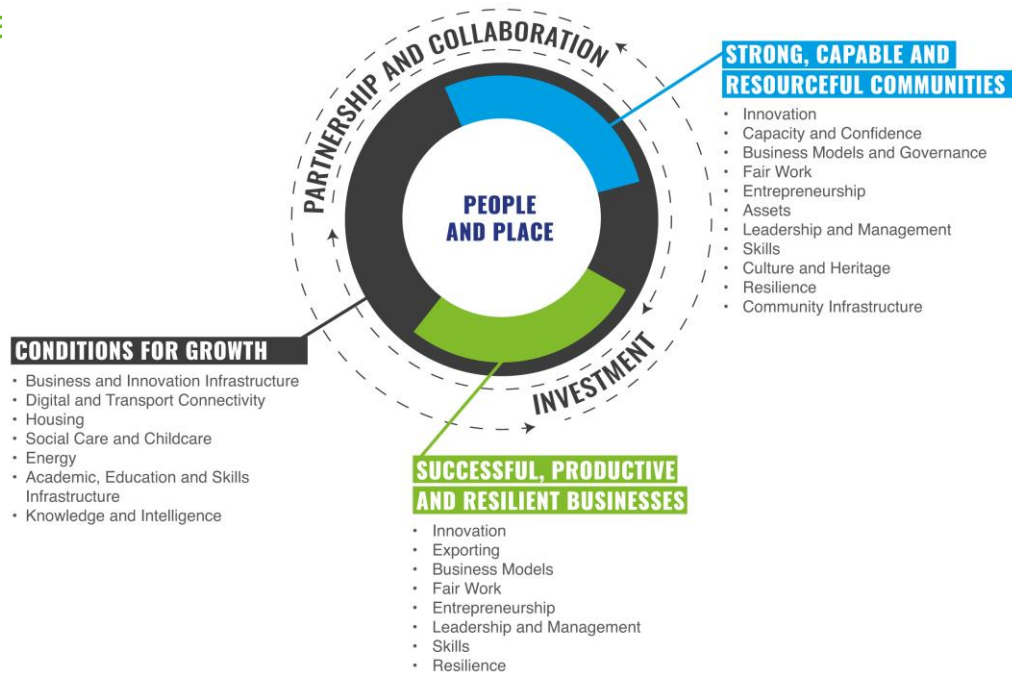 PARTNERSHIP AND COLLABORATION
STRONG, CAPABLE AND
RESOURCEFUL COMMUNITIES
• Innovation
• Capacity and Confidence
• Business Models and Governance
• Fair Work
• Entrepreneurship
• Assets
• Leadership and Management
• Skills
• Culture and Heritage
• Resilience
• Community Infrastructure
PEOPLE
AND PLACE
INVESTMENT
CONDITIONS FOR GROWTH
• Business and Innovation Infrastructure
• Digital and Transport Connectivity
• Housing
• Social Care and Childcare
• Energy
• Academic, Education and Skills
Infrastructure
• Knowledge and Intelligence
SUCCESSFUL, PRODUCTIVE
AND RESILIENT BUSINESSES
• Innovation
• Exporting
• Business Models
• Fair Work
• Entrepreneurship
• Leadership and Management
• Skills
• Resilience